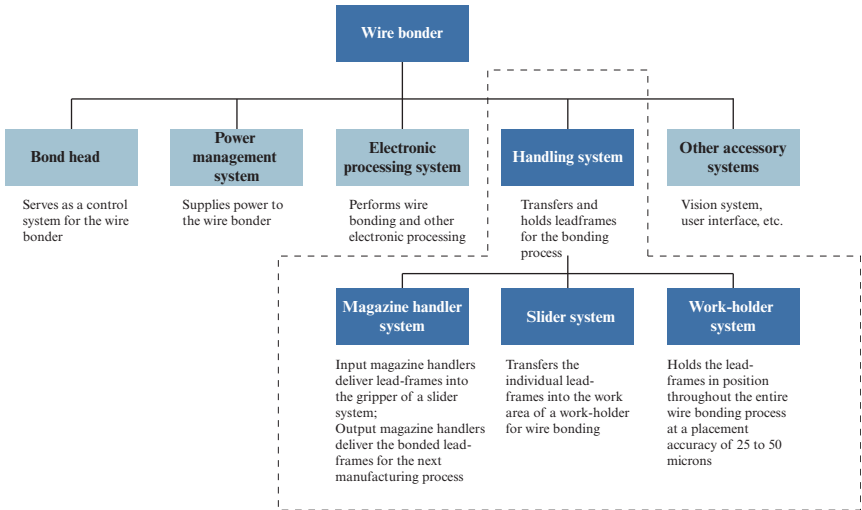 Wire bonder
Bond head
Serves as a control
system for the wire
bonder
Power
management
system
Supplies power to
the wire bonder
Electronic
processing system
Performs wire
bonding and other
electronic processing
Handling system
Transfers and
holds leadframes
for the bonding
process
Other accessory
systems
Vision system,
user interface, etc.
Magazine handler
system
Input magazine handlers
deliver lead-frames into
the gripper of a slider
system;
Output magazine handlers
deliver the bonded lead-
frames for the next
manufacturing process
Slider system
Transfers the
individual lead-
frames into the work
area of a work-holder
for wire bonding
Work-holder
system
Holds the lead-
frames in position
throughout the entire
wire bonding process
at a placement
accuracy of 25 to 50
microns